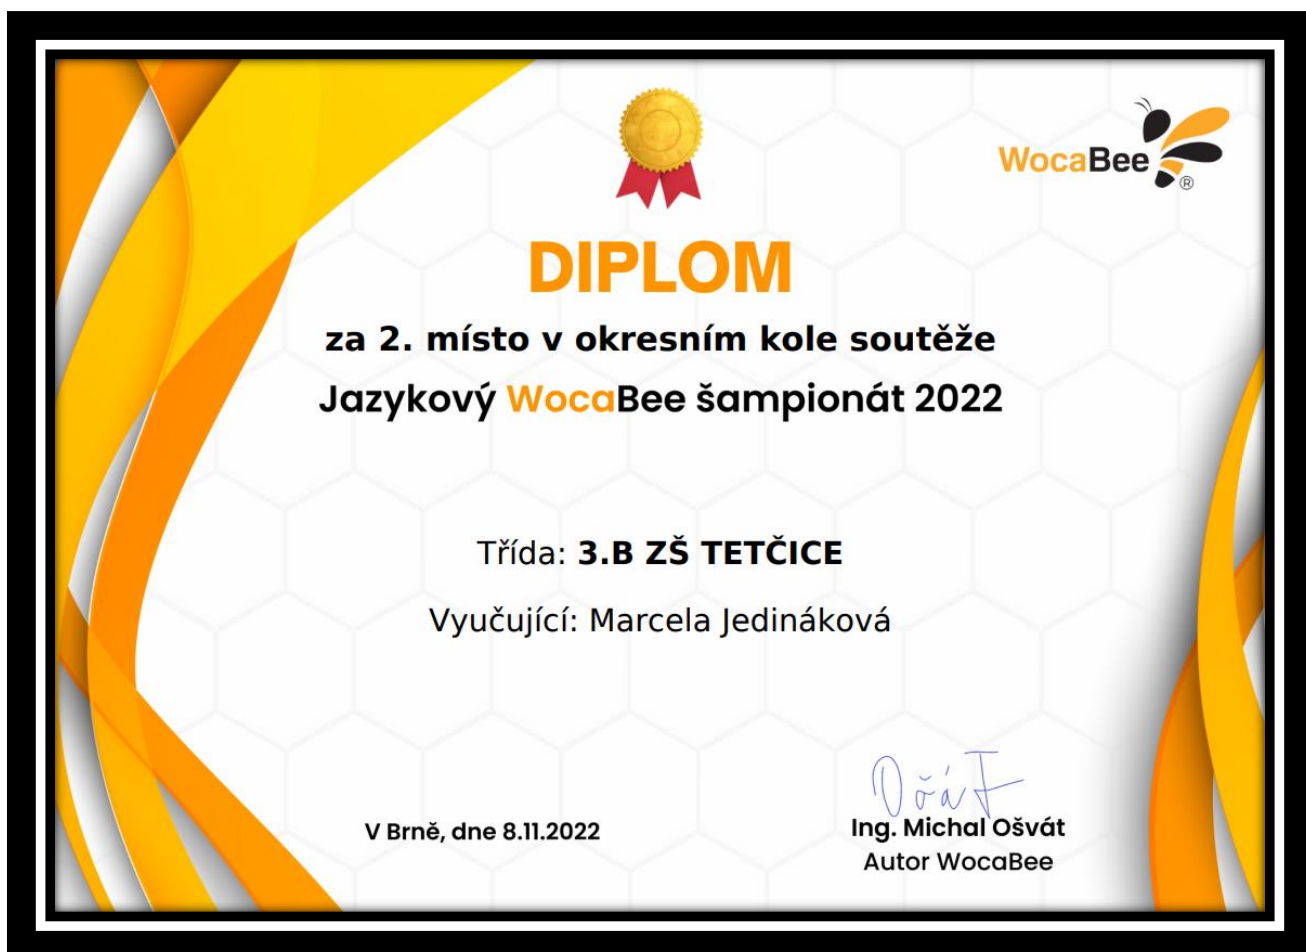 WocaBee
®
DIPLOM
za 2. místo v okresním kole soutěže
Jazykový WocaBee šampionát 2022
Třída: 3.B ZŠ TETČICE
Vyučující: Marcela Jedináková
V Brně, dne 8.11.2022
Ing. Michal Ošvát
Autor WocaBee